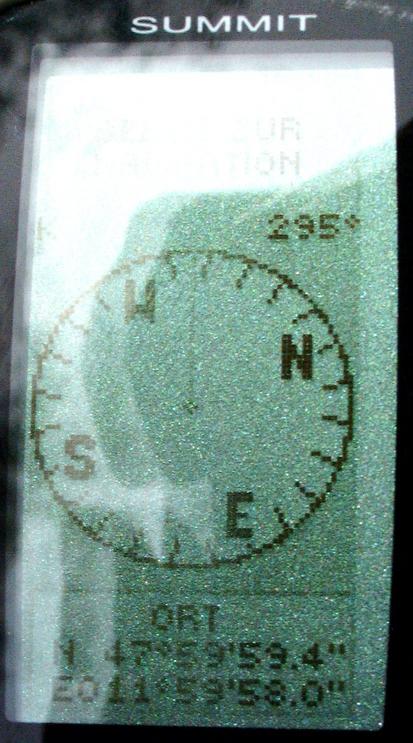 SUMMIT
295°
W
N
S
E
ORT
N 47°59'59.4"
E011°59'58.0"